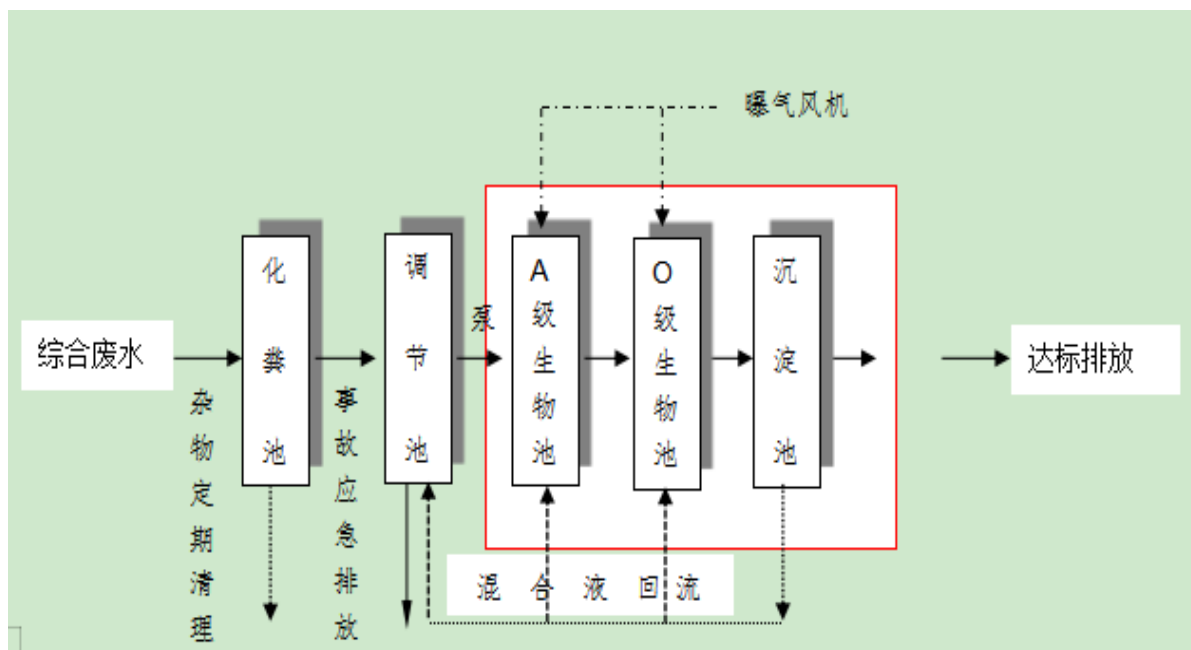 曝气风机
综合废水
化粪池
调节池
泵
A级生物池
O级生物池
沉淀池
达标排放
杂物定期清理
事故应急排放
混合液回流